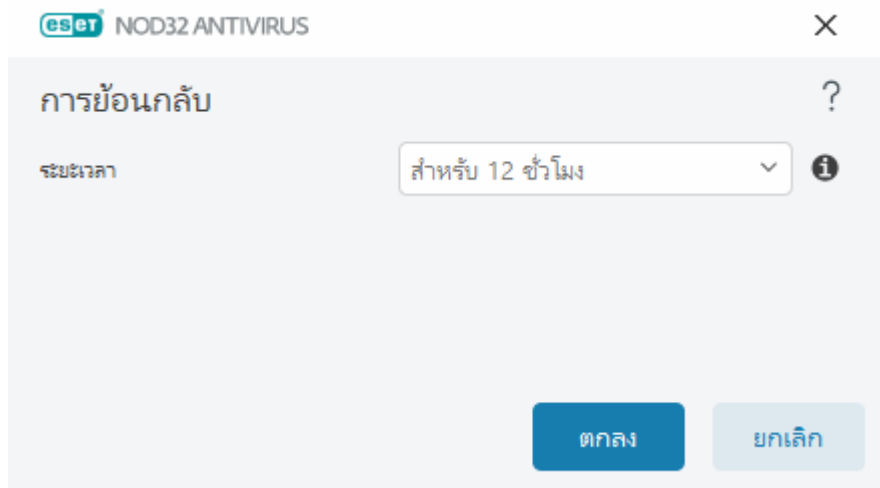 eset NOD32 ANTIVIRUS
การย้อนกลับ
ระยะเวลา
สำหรับ 12 ชั่วโมง
ตกลง
ยกเลิก